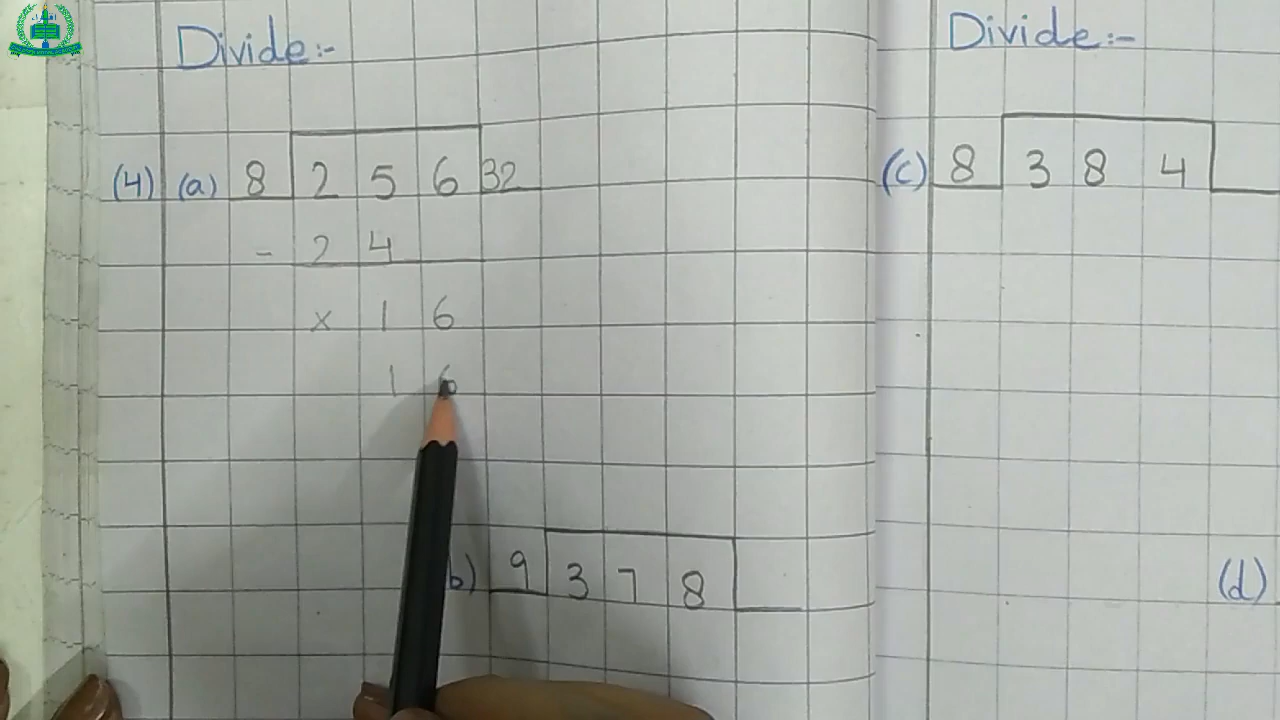 Divide:-
(4) (a) 8 2 5 6 32
- 2 4
x 1 6
1 6
b) 9 3 7 8
Divide:-
(c) 8 3 8 4
(d)